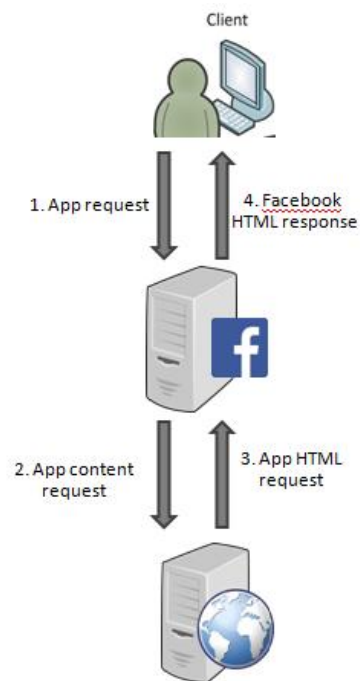 Client
1. App request
4. Facebook
HTML response
2. App content
request
3. App HTML
request